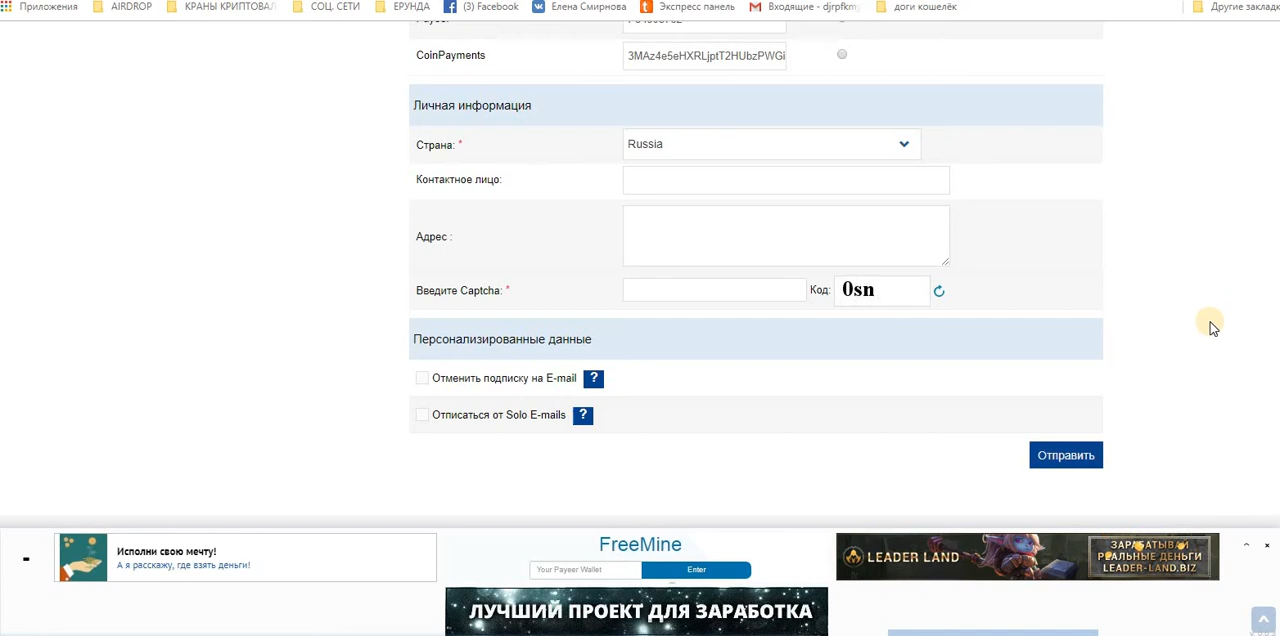 Приложения AIRDROP КРАНЫ КРИПТОВАЛ СОЦ. СЕТИ ЕРУНДА (3) Facebook Елена Смирнова Экспресс панель Входящие - djrpfkmy доги кошелёк Другие заклад
CoinPayments 3MAz4e5eHXRLjptT2HUbzPWGi
Личная информация
Страна: * Russia
Контактное лицо:
Адрес :
Введите Captcha: * Код: 0sn
Персонализированные данные
Отменить подписку на E-mail ?
Отписаться от Solo E-mails ?
Отправить
Исполни свою мечту!
А я расскажу, где взять деньги!
FreeMine
Your Payeer Wallet Enter
LEADER LAND
ЗАРАБАТЫВАЙ
РЕАЛЬНЫЕ ДЕНЬГИ
LEADER-LAND.BIZ
ЛУЧШИЙ ПРОЕКТ ДЛЯ ЗАРАБОТКА